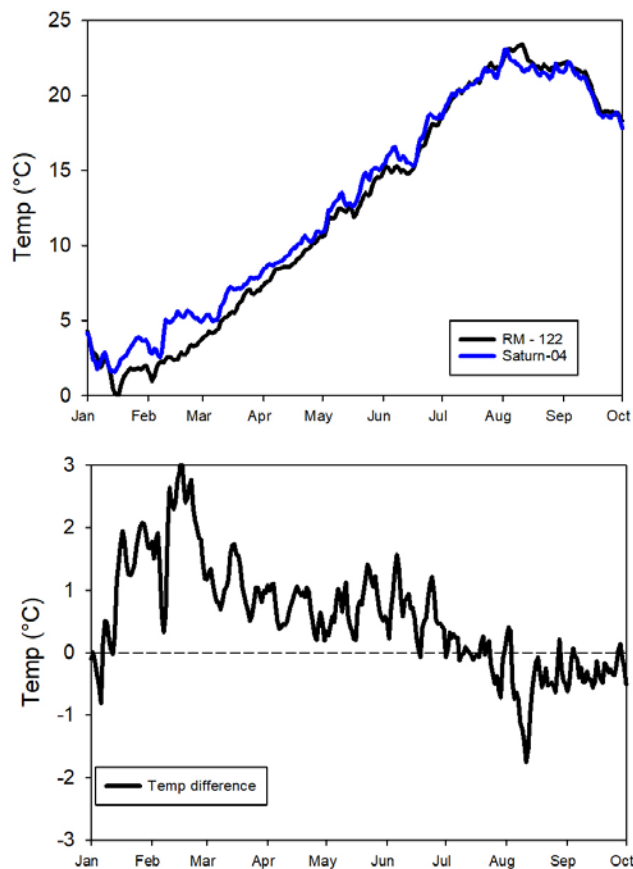 25
20
15
10
5
0
Temp (°C)
RM - 122
Saturn-04
Jan Feb Mar Apr May Jun Jul Aug Sep Oct
3
2
1
0
-1
-2
-3
Temp (°C)
Temp difference
Jan Feb Mar Apr May Jun Jul Aug Sep Oct